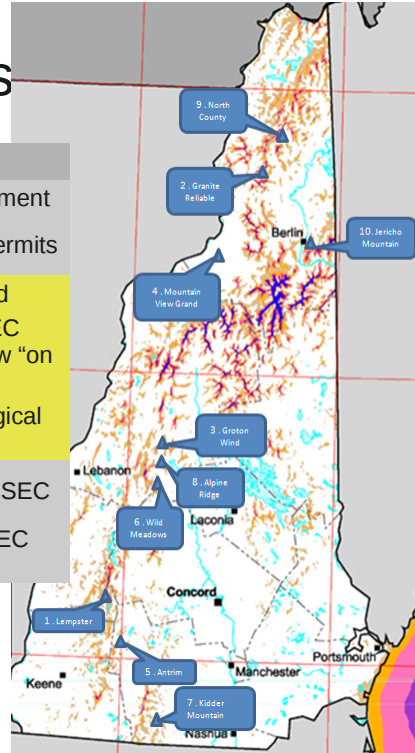 s
ment
ermits
d
EC
w “on
gical
SEC
EC
9 . North
County
2 . Granite
Reliable
Berlin
10. Jericho
Mountain
4 . Mountain
View Grand
3 . Groton
Wind
Lebanon
8 . Alpine
Ridge
6 . Wild
Meadows
Laconia
Concord
1 . Lempster
5 . Antrim
Portsmouth
Manchester
Keene
7 . Kidder
Mountain
Nashua